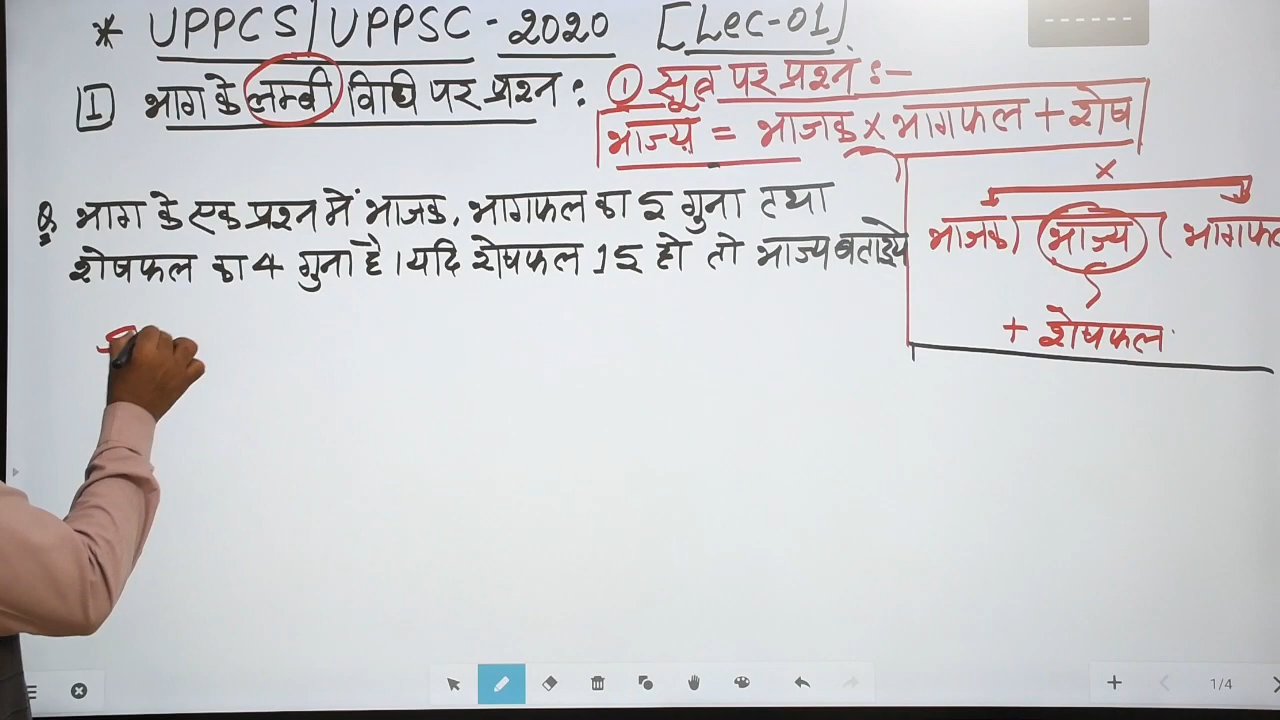 * UPPCS/UPPSC - 2020 [Lec-01]
I भाग के लम्बी विधि पर प्रश्न :
① सूत्र पर प्रश्न :-
भाज्य = भाजक × भागफल + शेष
Q भाग के एक प्रश्न में भाजक, भागफल का 5 गुना तथा
शेषफल का 4 गुना है। यदि शेषफल 15 हो तो भाज्य बताइये
×
भाजक) भाज्य ( भागफल
+ शेषफल
1/4